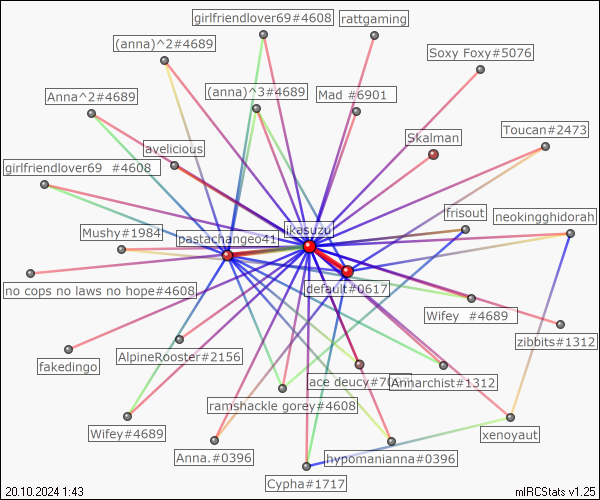 girlfriendlover69#4608
rattgaming
(anna)^2#4689
Soxy Foxy#5076
(anna)^3#4689
Mad #6901
Anna^2#4689
Toucan#2473
Skalman
avelicious
girlfriendlover69 #4608
frisout
neokingghidorah
Mushy#1984
pastachangeo41
ikasuzu
no cops no laws no hope#4608
default#0617
Wifey #4689
zibbits#1312
AlpineRooster#2156
fakedingo
ace deucy#70
Annarchist#1312
ramshackle gorey#4608
Wifey#4689
xenoyaut
Anna.#0396
hypomanianna#0396
Cypha#1717
20.10.2024 1:43
mIRCStats v1.25